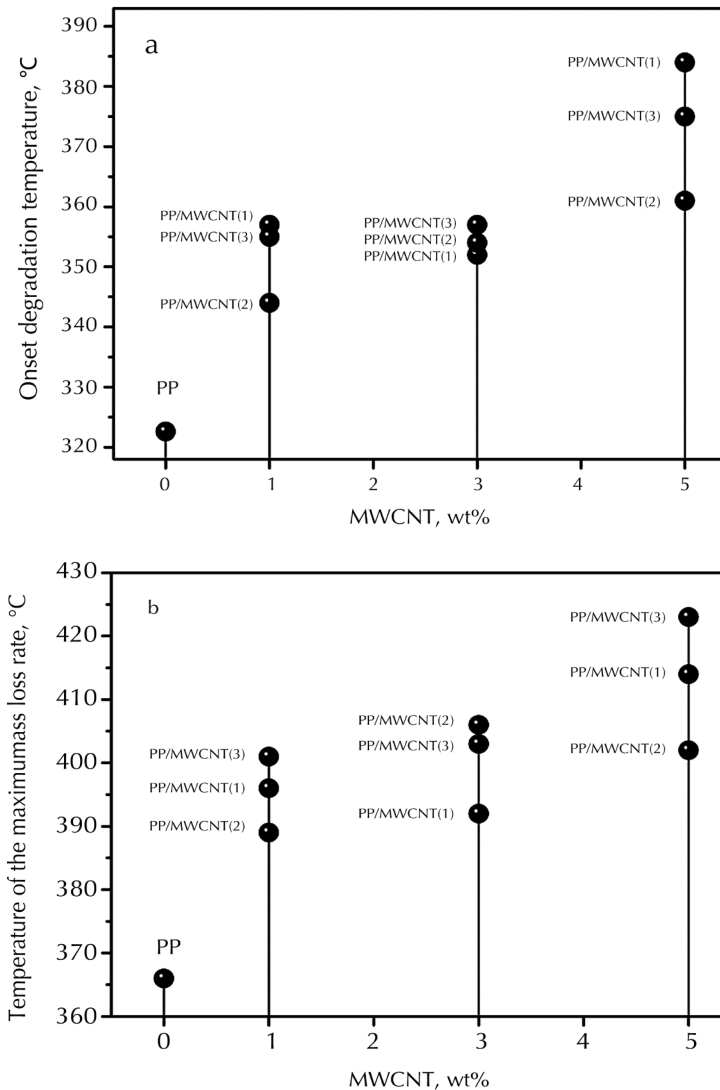 a
Onset degradation temperature, ℃
390
380
370
360
350
340
330
320
PP/MWCNT(1)
PP/MWCNT(3)
PP/MWCNT(2)
PP/MWCNT(1)
PP/MWCNT(3)
PP/MWCNT(2)
PP/MWCNT(3)
PP/MWCNT(2)
PP/MWCNT(1)
PP
0 1 2 3 4 5
MWCNT, wt%
b
Temperature of the maximumass loss rate, °C
430
420
410
400
390
380
370
360
PP/MWCNT(3)
PP/MWCNT(1)
PP/MWCNT(2)
PP/MWCNT(2)
PP/MWCNT(3)
PP/MWCNT(1)
PP/MWCNT(3)
PP/MWCNT(1)
PP/MWCNT(2)
PP
0 1 2 3 4 5
MWCNT, wt%